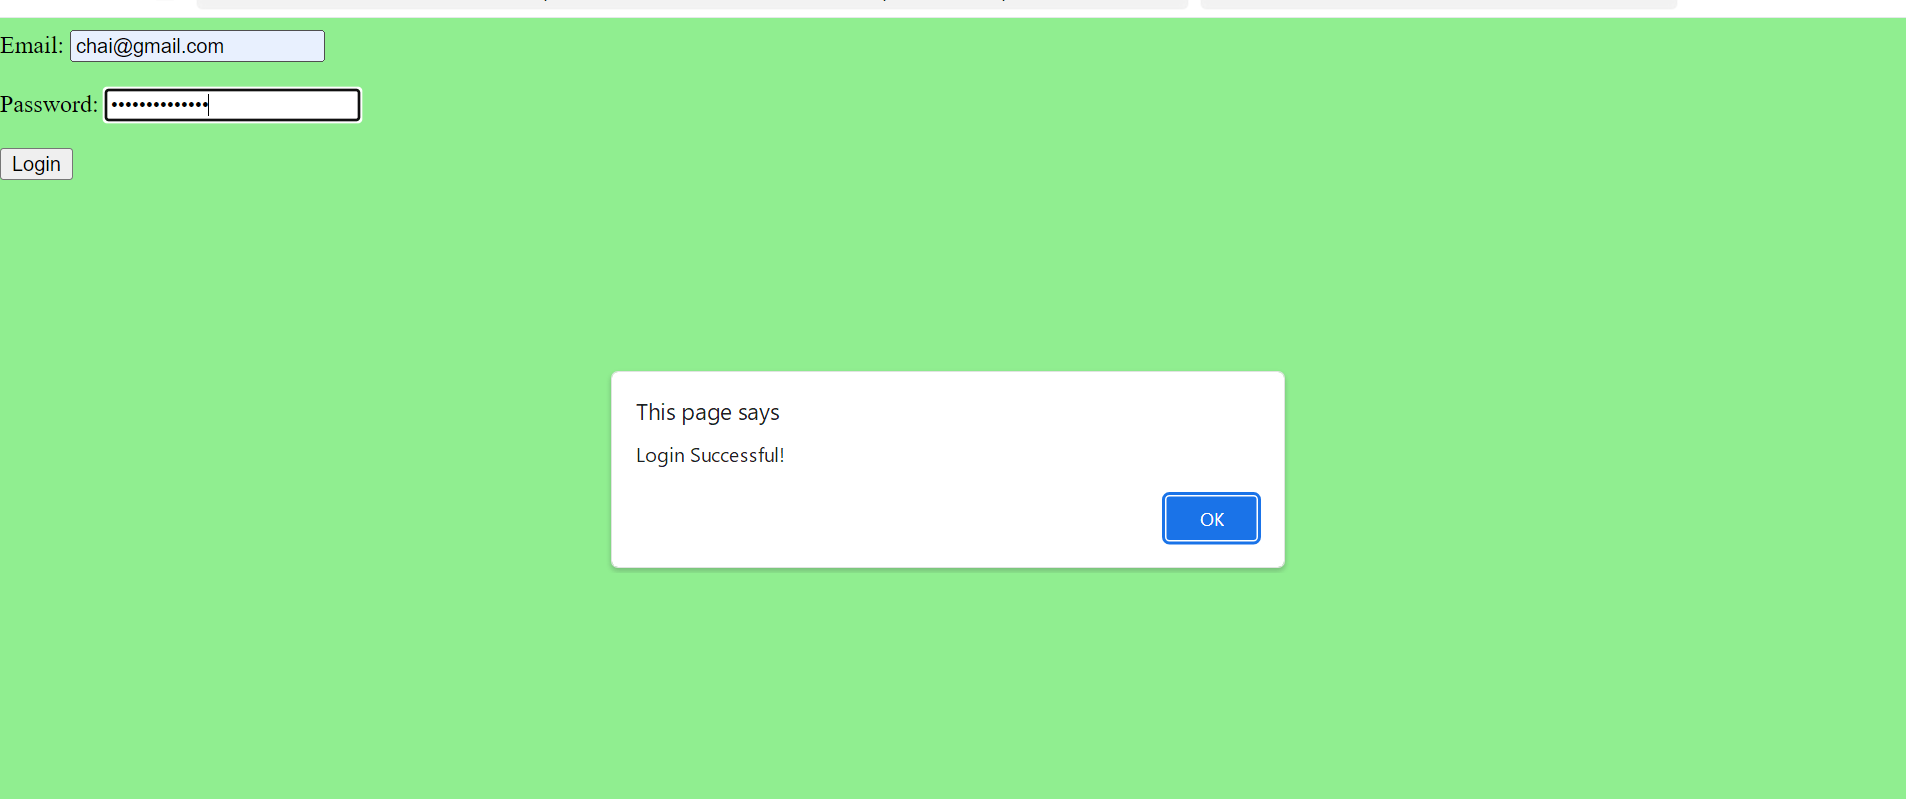 Email: chai@gmail.com
Password: ••••••••••••••
Login
This page says
Login Successful!
OK